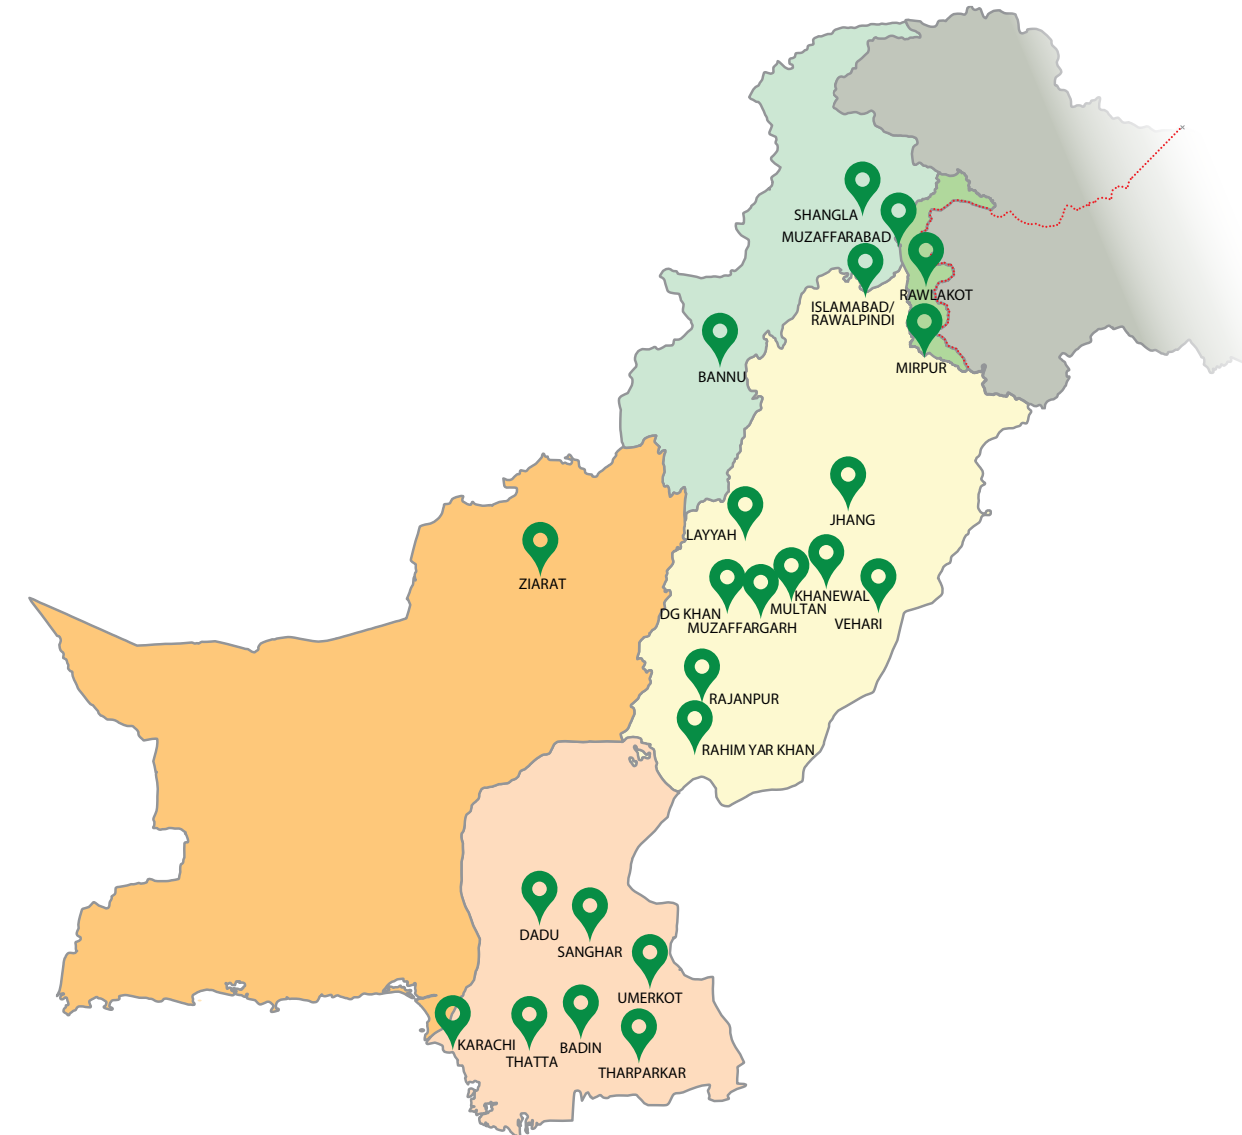 SHANGLA
MUZAFFARABAD
RAWLAKOT
ISLAMABAD/
RAWALPINDI
MIRPUR
BANNU
JHANG
LAYYAH
ZIARAT
KHANEWAL
MULTAN
DG KHAN
MUZAFFARGARH
VEHARI
RAJANPUR
RAHIM YAR KHAN
DADU
SANGHAR
UMERKOT
KARACHI
BADIN
THATTA
THARPARKAR